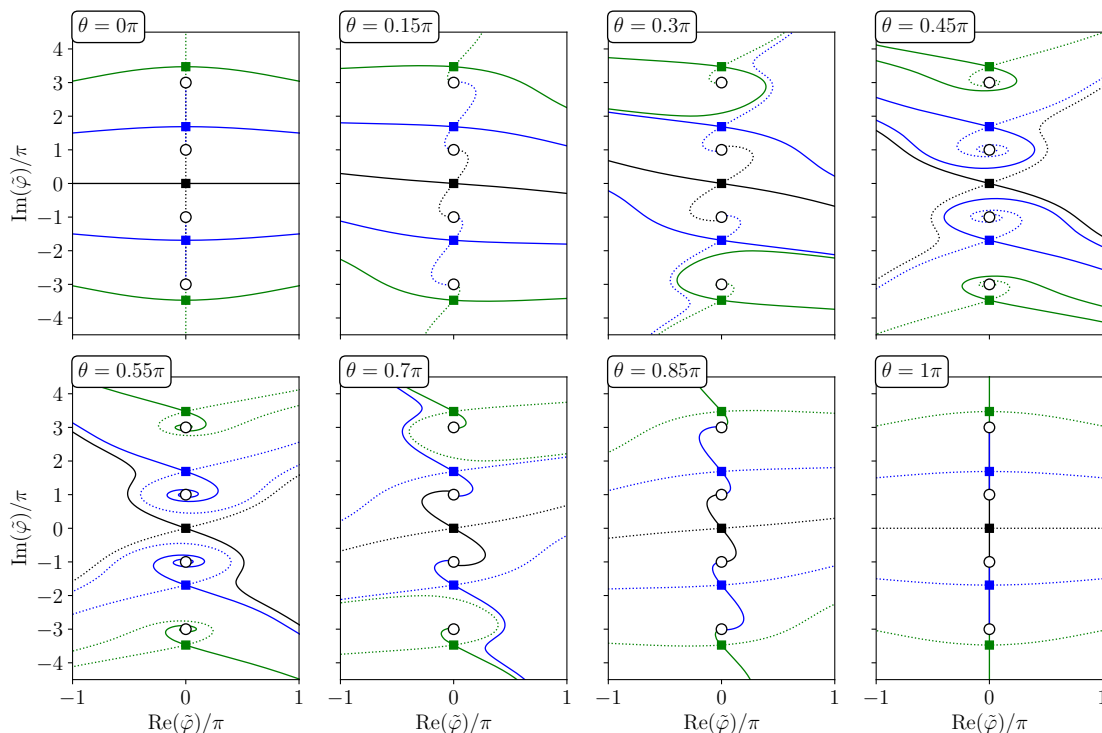 θ = 0π
θ = 0.15π
θ = 0.3π
θ = 0.45π
4
3
2
1
0
−1
−2
−3
−4
Im(φ̃)/π
θ = 0.55π
θ = 0.7π
θ = 0.85π
θ = 1π
4
3
2
1
0
−1
−2
−3
−4
Im(φ̃)/π
−1 0 1
−1 0 1
−1 0 1
−1 0 1
Re(φ̃)/π
Re(φ̃)/π
Re(φ̃)/π
Re(φ̃)/π